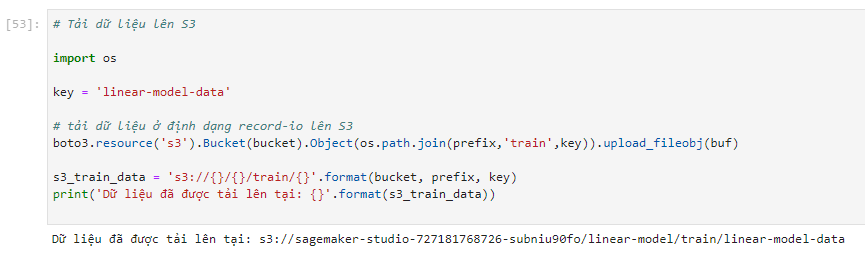 [53]: # Tải dữ liệu lên S3
import os
key = 'linear-model-data'
# tải dữ liệu ở định dạng record-io lên S3
boto3.resource('s3').Bucket(bucket).Object(os.path.join(prefix,'train',key)).upload_fileobj(buf)
s3_train_data = 's3://{}/{}/train/{}'.format(bucket, prefix, key)
print('Dữ liệu đã được tải lên tại: {}'.format(s3_train_data))
Dữ liệu đã được tải lên tại: s3://sagemaker-studio-727181768726-subniu90fo/linear-model/train/linear-model-data